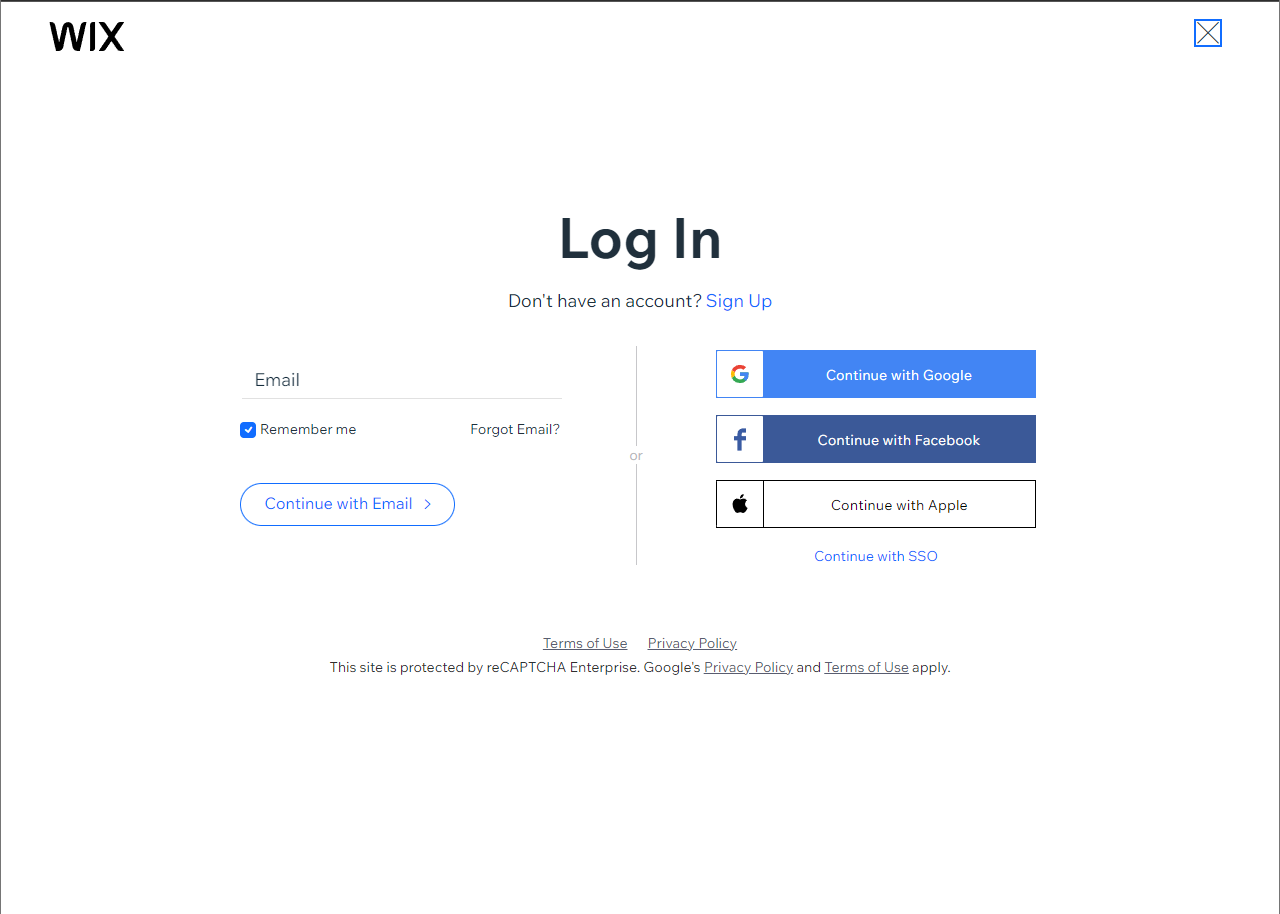 WIX
Log In
Don't have an account? Sign Up
Email
Remember me
Forgot Email?
Continue with Email
or
Continue with Google
Continue with Facebook
Continue with Apple
Continue with SSO
Terms of Use Privacy Policy
This site is protected by reCAPTCHA Enterprise. Google's Privacy Policy and Terms of Use apply.